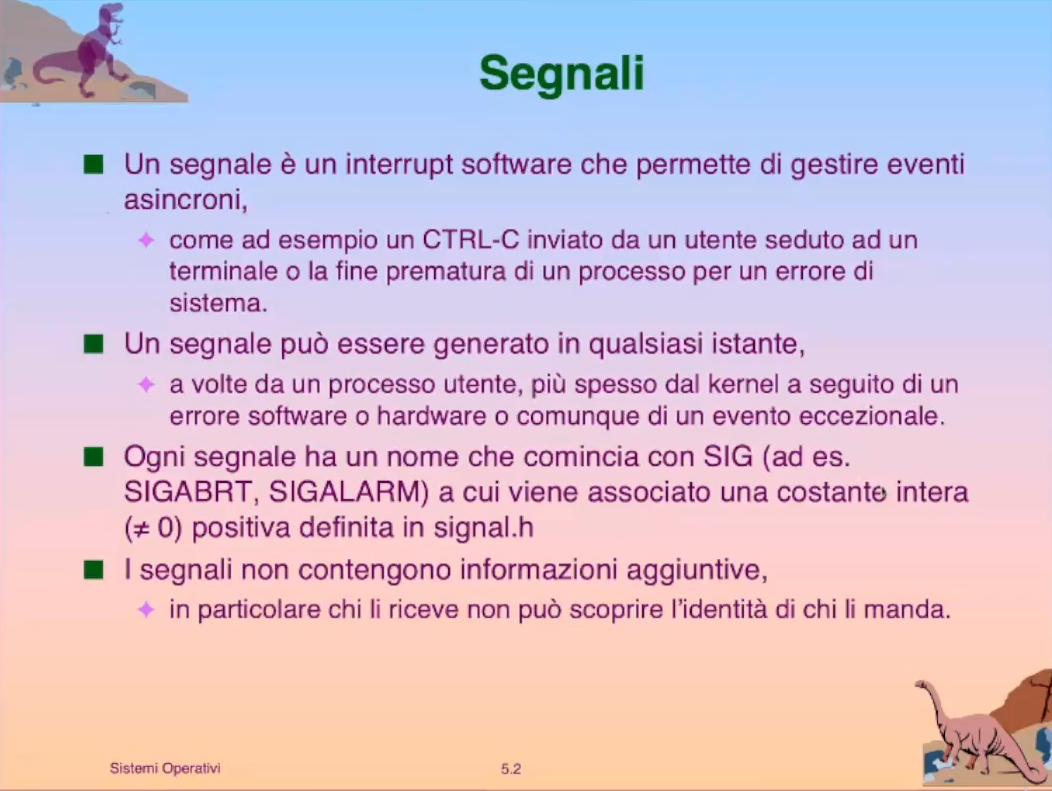 Segnali
Un segnale è un interrupt software che permette di gestire eventi
asincroni,
come ad esempio un CTRL-C inviato da un utente seduto ad un
terminale o la fine prematura di un processo per un errore di
sistema.
Un segnale può essere generato in qualsiasi istante,
a volte da un processo utente, più spesso dal kernel a seguito di un
errore software o hardware o comunque di un evento eccezionale.
Ogni segnale ha un nome che comincia con SIG (ad es.
SIGABRT, SIGALARM) a cui viene associato una costante intera
(≠ 0) positiva definita in signal.h
I segnali non contengono informazioni aggiuntive,
in particolare chi li riceve non può scoprire l'identità di chi li manda.
Sistemi Operativi
5.2